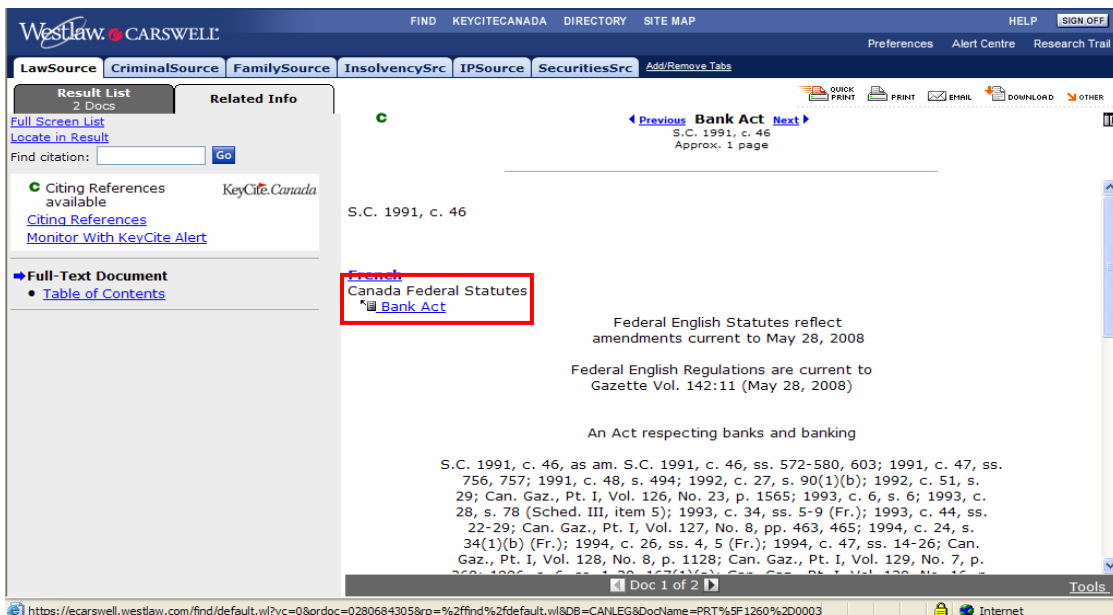 FIND KEYCITECANADA DIRECTORY SITE MAP HELP SIGN OFF
Westlaw. CARSWELL
Preferences Alert Centre Research Trail
LawSource CriminalSource FamilySource InsolvencySrc IPSource SecuritiesSrc Add/Remove Tabs
Result List
2 Docs
Related Info
QUICK PRINT PRINT EMAIL DOWNLOAD OTHER
Full Screen List
Locate in Result
Find citation: Go
C Citing References available
KeyCite.Canada
Citing References
Monitor With KeyCite Alert
Full-Text Document
• Table of Contents
C
Previous Bank Act Next
S.C. 1991, c. 46
Approx. 1 page
S.C. 1991, c. 46
French
Canada Federal Statutes
Bank Act
Federal English Statutes reflect
amendments current to May 28, 2008
Federal English Regulations are current to
Gazette Vol. 142:11 (May 28, 2008)
An Act respecting banks and banking
S.C. 1991, c. 46, as am. S.C. 1991, c. 46, ss. 572-580, 603; 1991, c. 47, ss.
756, 757; 1991, c. 48, s. 494; 1992, c. 27, s. 90(1)(b); 1992, c. 51, s.
29; Can. Gaz., Pt. I, Vol. 126, No. 23, p. 1565; 1993, c. 6, s. 6; 1993, c.
28, s. 78 (Sched. III, item 5); 1993, c. 34, ss. 5-9 (Fr.); 1993, c. 44, ss.
22-29; Can. Gaz., Pt. I, Vol. 127, No. 8, pp. 463, 465; 1994, c. 24, s.
34(1)(b) (Fr.); 1994, c. 26, ss. 4, 5 (Fr.); 1994, c. 47, ss. 14-26; Can.
Gaz., Pt. I, Vol. 128, No. 8, p. 1128; Can. Gaz., Pt. I, Vol. 129, No. 7, p.
Doc 1 of 2
Tools
https://ecarswell.westlaw.com/find/default.wl?vc=0&ordoc=0280684305&rp=%2ffind%2fdefault.wl&DB=CANLEG&DocName=PRT%5F1260%2D0003 Internet